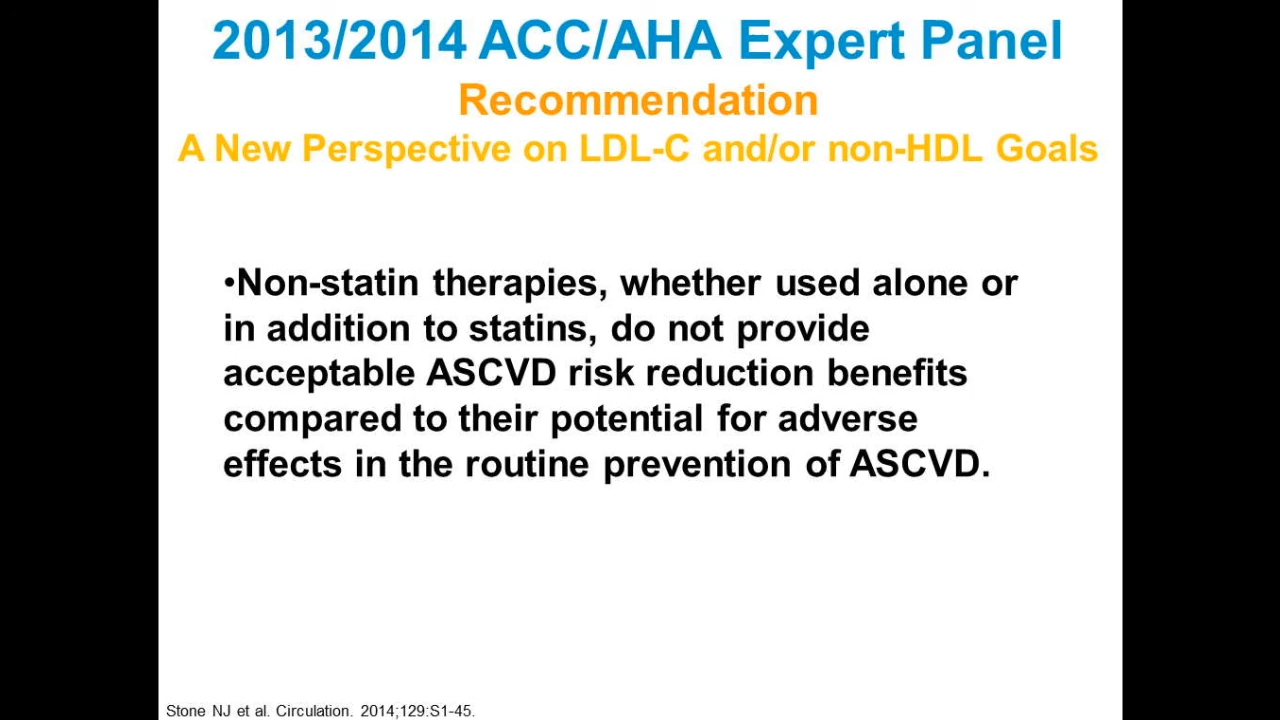 2013/2014 ACC/AHA Expert Panel
Recommendation
A New Perspective on LDL-C and/or non-HDL Goals
•Non-statin therapies, whether used alone or
in addition to statins, do not provide
acceptable ASCVD risk reduction benefits
compared to their potential for adverse
effects in the routine prevention of ASCVD.
Stone NJ et al. Circulation. 2014;129:S1-45.